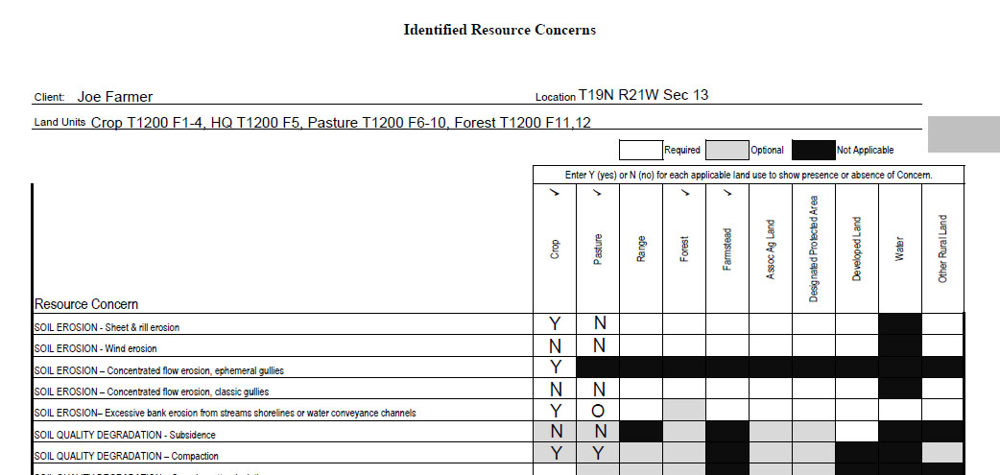 Identified Resource Concerns
Client: Joe Farmer Location T19N R21W Sec 13
Land Units Crop T1200 F1-4, HQ T1200 F5, Pasture T1200 F6-10, Forest T1200 F11,12
Required Optional Not Applicable
Enter Y (yes) or N (no) for each applicable land use to show presence or absence of Concern.
✓ ✓ ✓ ✓
Resource Concern Crop Pasture Range Forest Farmstead Assoc Ag Land Designated Protected Area Developed Land Water Other Rural Land
SOIL EROSION - Sheet & rill erosion Y N
SOIL EROSION - Wind erosion N N
SOIL EROSION – Concentrated flow erosion, ephemeral gullies Y
SOIL EROSION – Concentrated flow erosion, classic gullies N N
SOIL EROSION– Excessive bank erosion from streams shorelines or water conveyance channels Y O
SOIL QUALITY DEGRADATION - Subsidence N N
SOIL QUALITY DEGRADATION – Compaction Y Y